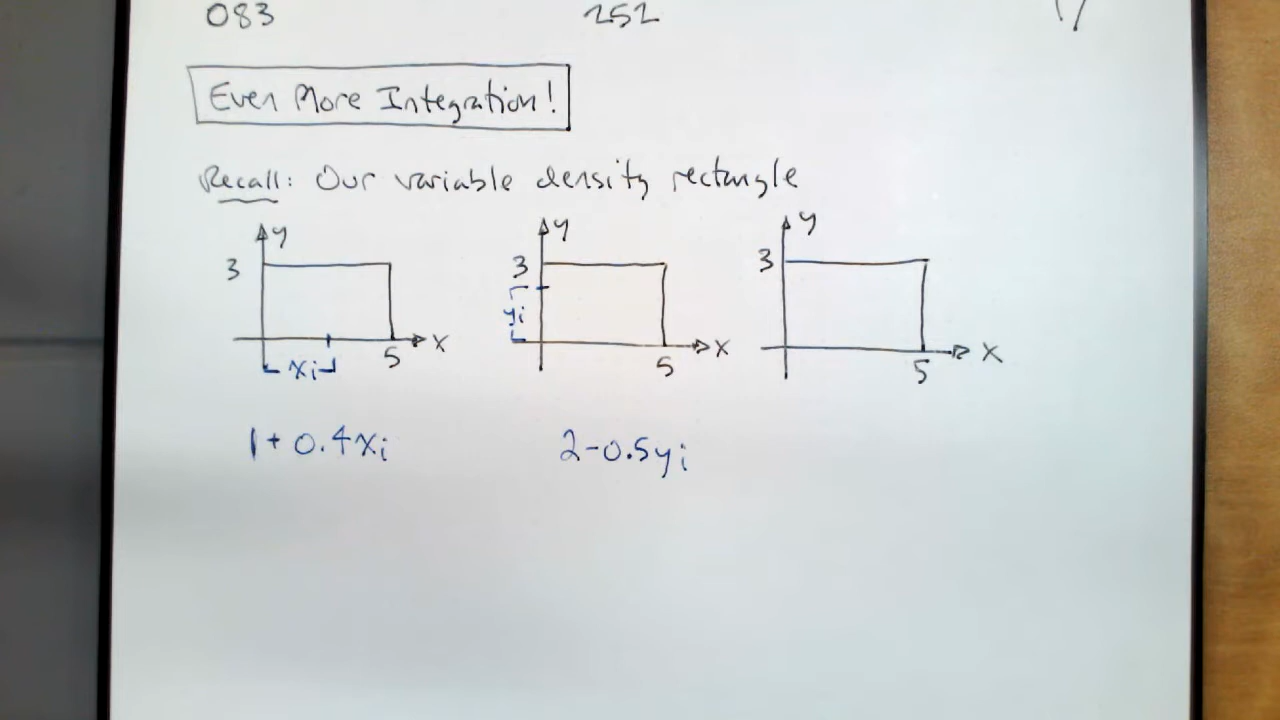 083 252 17
Even More Integration!
Recall: Our variable density rectangle
y y y
3 3 3
yi
x x x
xi 5 5 5
1 + 0.4xi 2-0.5yi